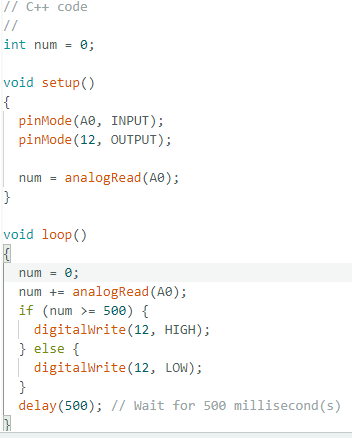 // C++ code
//
int num = 0;
void setup()
{
pinMode(A0, INPUT);
pinMode(12, OUTPUT);
num = analogRead(A0);
}
void loop()
{
num = 0;
num += analogRead(A0);
if (num >= 500) {
digitalWrite(12, HIGH);
} else {
digitalWrite(12, LOW);
}
delay(500); // Wait for 500 millisecond(s)
}